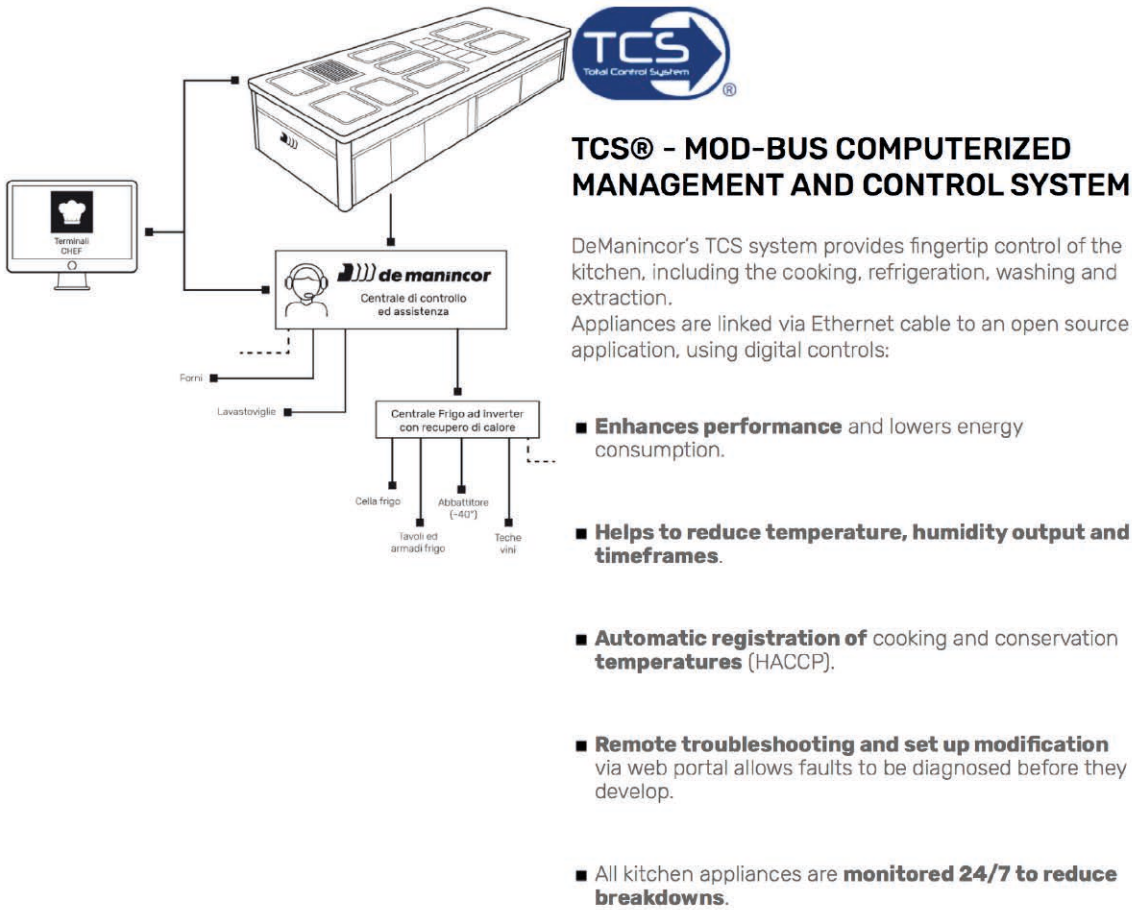 TCS
Total Control System
®
TCS® - MOD-BUS COMPUTERIZED
MANAGEMENT AND CONTROL SYSTEM
DeManincor's TCS system provides fingertip control of the
kitchen, including the cooking, refrigeration, washing and
extraction.
Appliances are linked via Ethernet cable to an open source
application, using digital controls:
■ Enhances performance and lowers energy
consumption.
■ Helps to reduce temperature, humidity output and
timeframes.
■ Automatic registration of cooking and conservation
temperatures (HACCP).
■ Remote troubleshooting and set up modification
via web portal allows faults to be diagnosed before they
develop.
■ All kitchen appliances are monitored 24/7 to reduce
breakdowns.
Terminali
CHEF
de manincor
Centrale di controllo
ed assistenza
Forni
Lavastoviglie
Centrale Frigo ad inverter
con recupero di calore
Cella frigo
Tavoli ed
armadi frigo
Abbattitore
(-40°)
Teche
vini